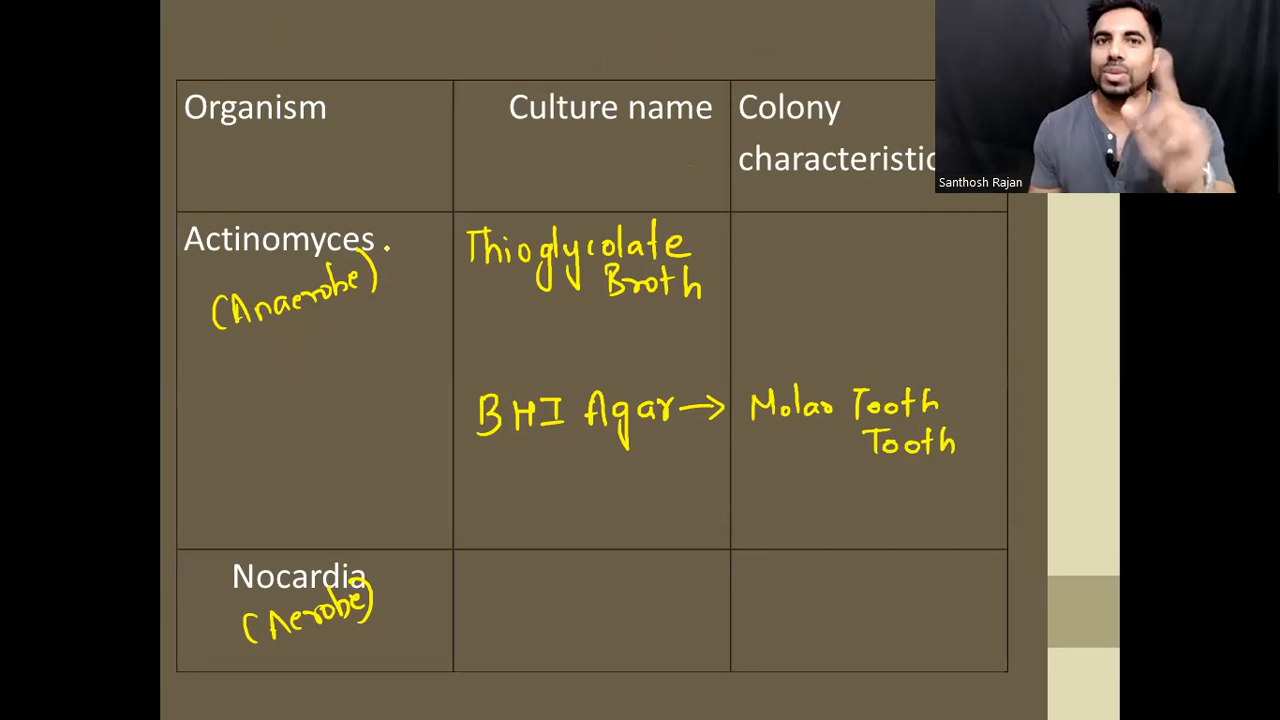 Organism
Culture name
Colony
characteristic
Santhosh Rajan
Actinomyces .
(Anaerobe)
Thioglycolate
Broth
BHI Agar →
Molar Tooth
Tooth
Nocardia
(Aerobe)